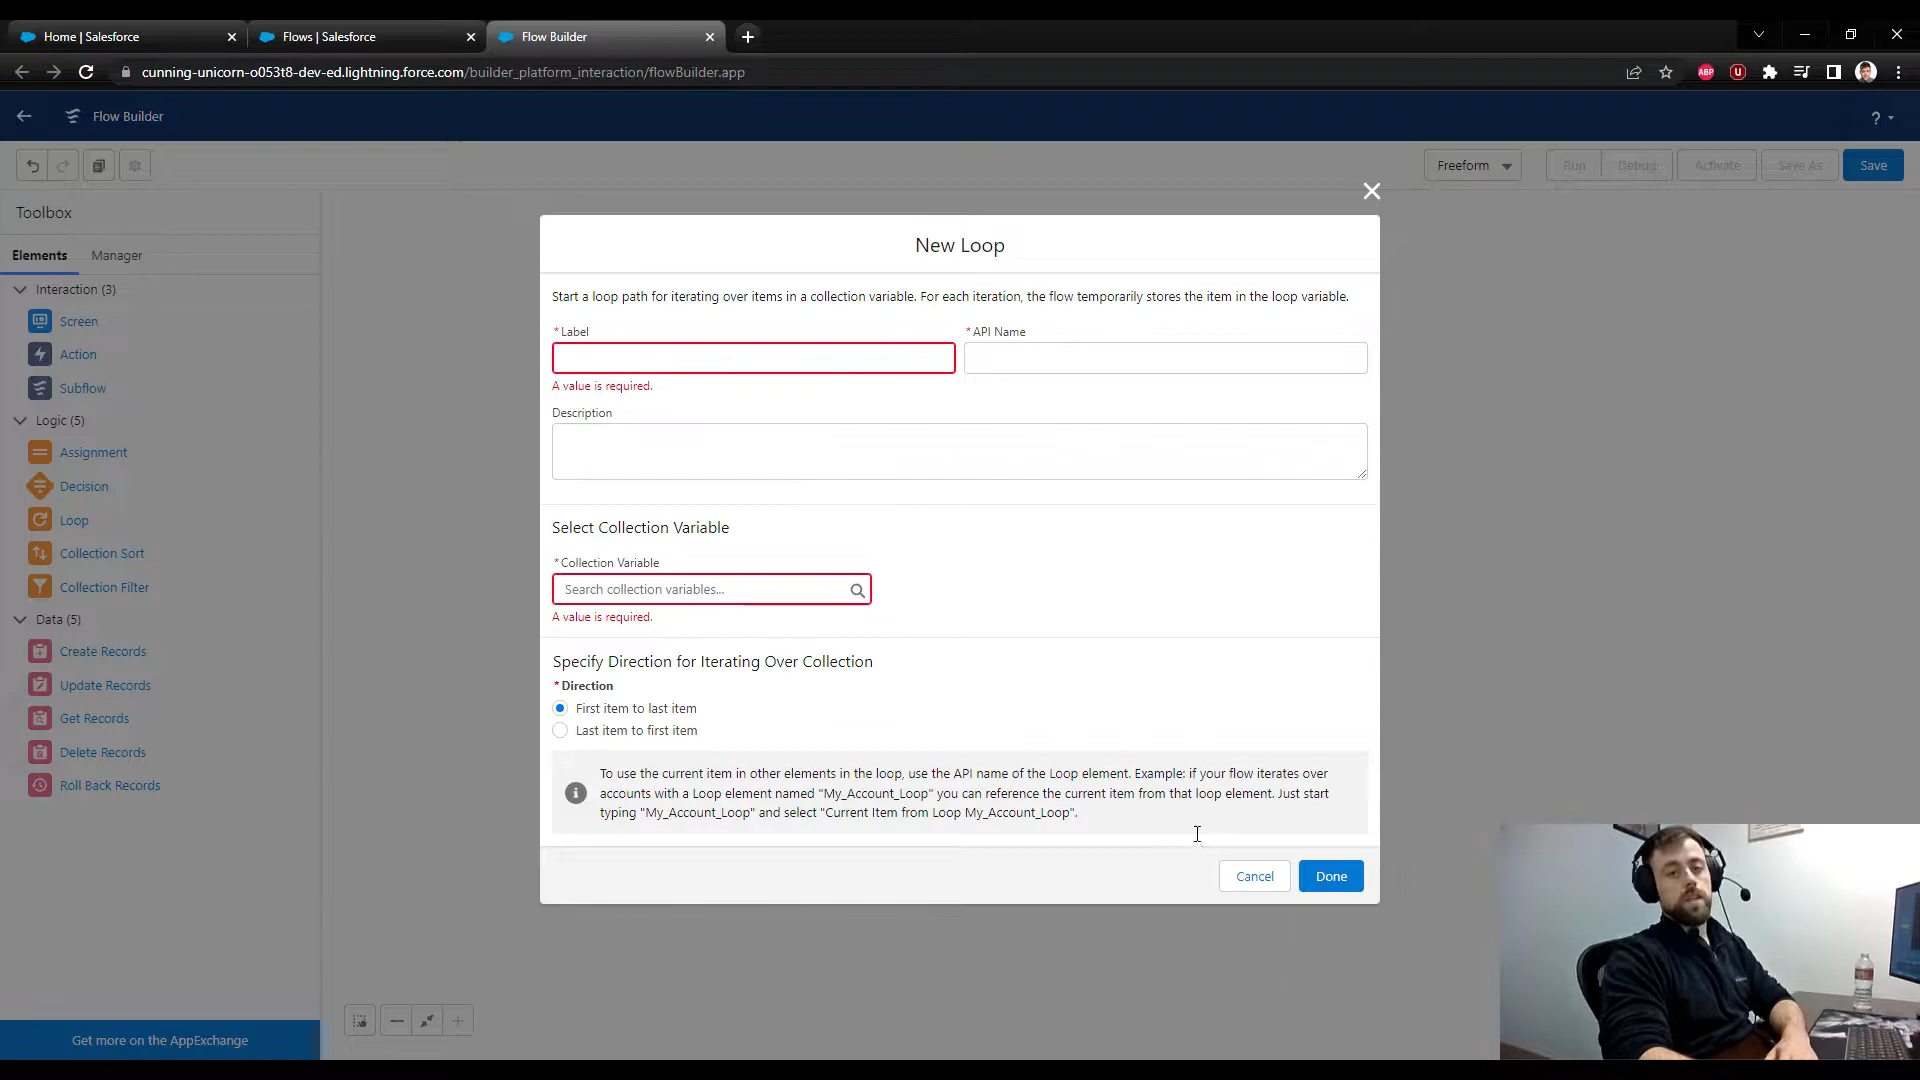 Home | Salesforce
Flows | Salesforce
Flow Builder
cunning-unicorn-o053t8-dev-ed.lightning.force.com/builder_platform_interaction/flowBuilder.app
ABP
Flow Builder
?
Freeform
Run
Debug
Activate
Save As
Save
Toolbox
Elements
Manager
Interaction (3)
Screen
Action
Subflow
Logic (5)
Assignment
Decision
Loop
Collection Sort
Collection Filter
Data (5)
Create Records
Update Records
Get Records
Delete Records
Roll Back Records
Get more on the AppExchange
New Loop
Start a loop path for iterating over items in a collection variable. For each iteration, the flow temporarily stores the item in the loop variable.
* Label
* API Name
A value is required.
Description
Select Collection Variable
* Collection Variable
Search collection variables...
A value is required.
Specify Direction for Iterating Over Collection
* Direction
First item to last item
Last item to first item
To use the current item in other elements in the loop, use the API name of the Loop element. Example: if your flow iterates over
accounts with a Loop element named "My_Account_Loop" you can reference the current item from that loop element. Just start
typing "My_Account_Loop" and select "Current Item from Loop My_Account_Loop".
Cancel
Done